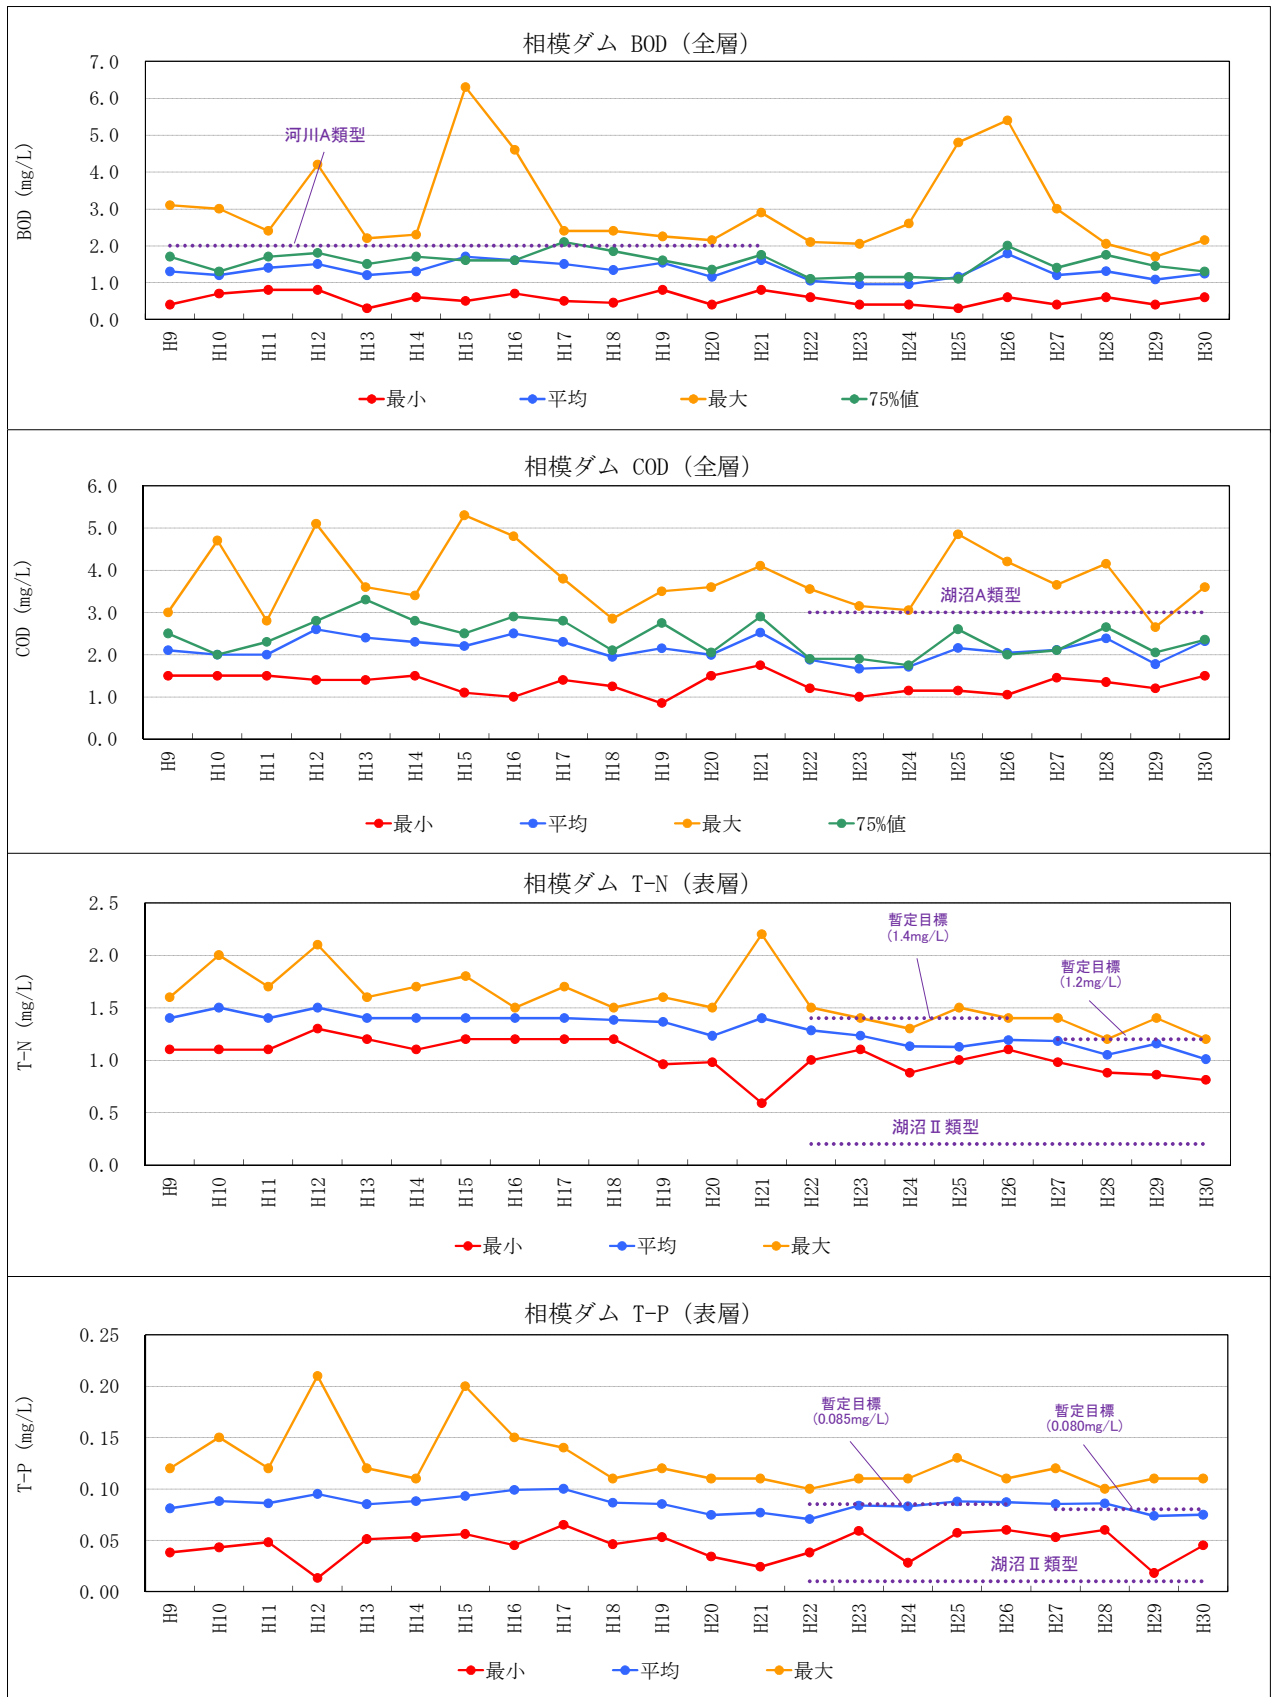 相模ダム BOD (全層)
BOD (mg/L)
7.0
6.0
5.0
4.0
3.0
2.0
1.0
0.0
河川A類型
H9 H10 H11 H12 H13 H14 H15 H16 H17 H18 H19 H20 H21 H22 H23 H24 H25 H26 H27 H28 H29 H30
最小 平均 最大 75%値
相模ダム COD (全層)
COD (mg/L)
6.0
5.0
4.0
3.0
2.0
1.0
0.0
湖沼A類型
H9 H10 H11 H12 H13 H14 H15 H16 H17 H18 H19 H20 H21 H22 H23 H24 H25 H26 H27 H28 H29 H30
最小 平均 最大 75%値
相模ダム T-N (表層)
T-N (mg/L)
2.5
2.0
1.5
1.0
0.5
0.0
暫定目標
(1.4mg/L)
暫定目標
(1.2mg/L)
湖沼Ⅱ類型
H9 H10 H11 H12 H13 H14 H15 H16 H17 H18 H19 H20 H21 H22 H23 H24 H25 H26 H27 H28 H29 H30
最小 平均 最大
相模ダム T-P (表層)
T-P (mg/L)
0.25
0.20
0.15
0.10
0.05
0.00
暫定目標
(0.085mg/L)
暫定目標
(0.080mg/L)
湖沼Ⅱ類型
H9 H10 H11 H12 H13 H14 H15 H16 H17 H18 H19 H20 H21 H22 H23 H24 H25 H26 H27 H28 H29 H30
最小 平均 最大